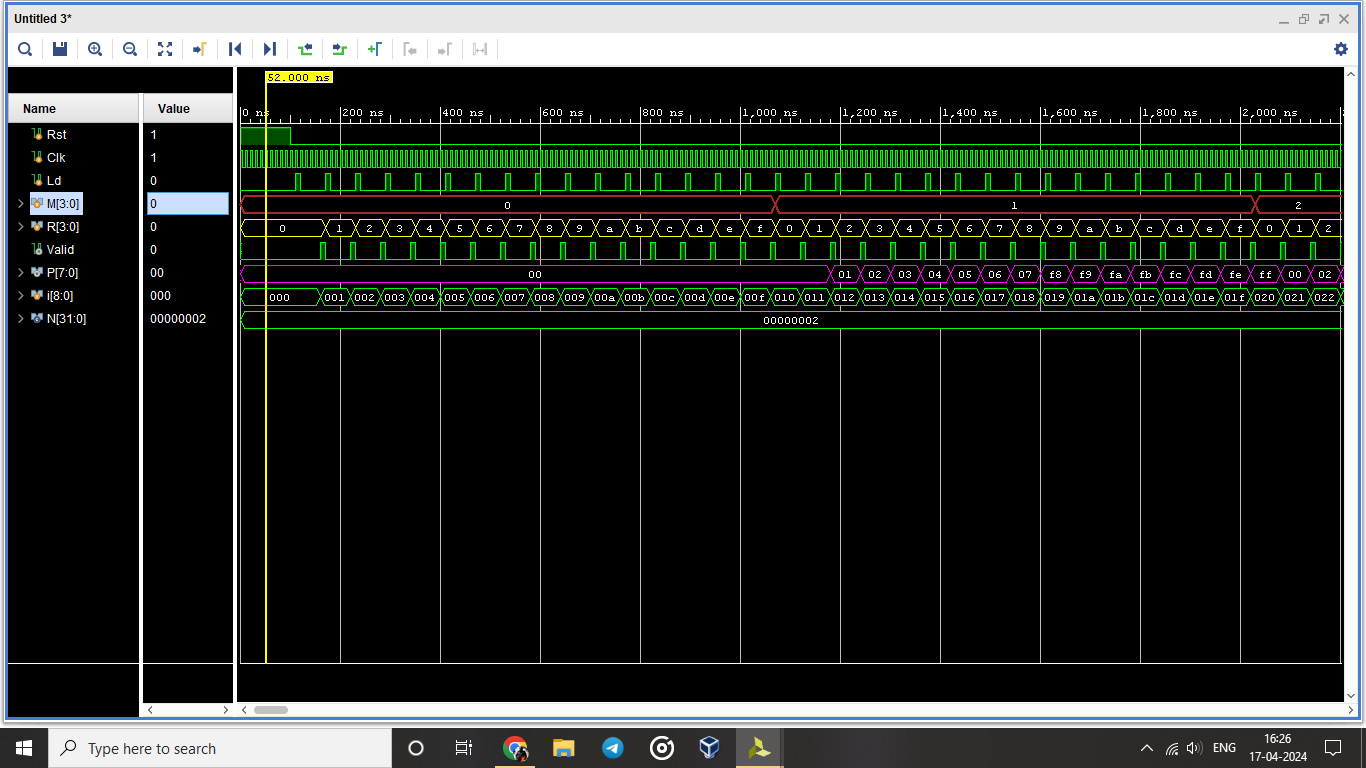 Untitled 3*
52.000 ns
Name Value
0 ns 200 ns 400 ns 600 ns 800 ns 1,000 ns 1,200 ns 1,400 ns 1,600 ns 1,800 ns 2,000 ns
Rst 1
Clk 1
Ld 0
M[3:0] 0 0 1 2
R[3:0] 0 0 1 2 3 4 5 6 7 8 9 a b c d e f 0 1 2 3 4 5 6 7 8 9 a b c d e f 0 1 2
Valid 0
P[7:0] 00 00 01 02 03 04 05 06 07 f8 f9 fa fb fc fd fe ff 00 02
i[8:0] 000 000 001 002 003 004 005 006 007 008 009 00a 00b 00c 00d 00e 00f 010 011 012 013 014 015 016 017 018 019 01a 01b 01c 01d 01e 01f 020 021 022
N[31:0] 00000002 00000002
Type here to search
ENG
16:26
17-04-2024